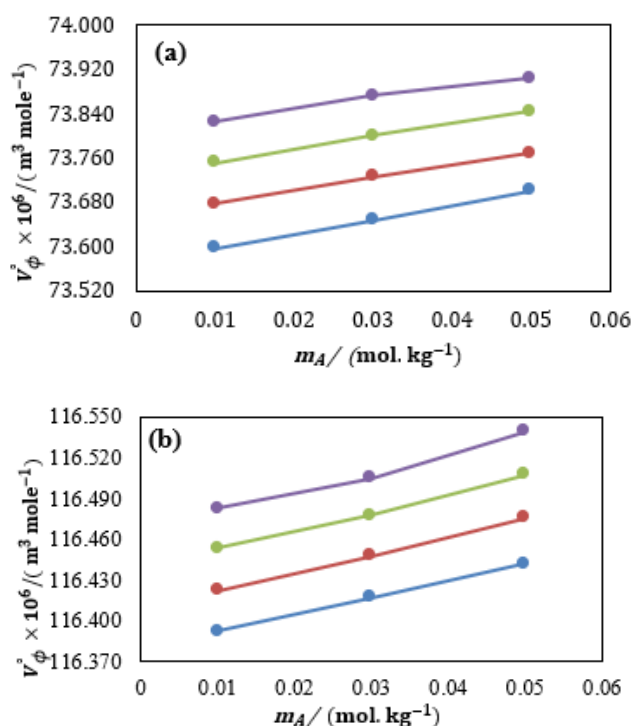 (a)
74.000
73.920
73.840
73.760
73.680
73.600
73.520
V°ϕ × 10⁶/( m³ mole⁻¹)
0 0.01 0.02 0.03 0.04 0.05 0.06
m_A/ (mol. kg⁻¹)
(b)
116.550
116.520
116.490
116.460
116.430
116.400
116.370
V°ϕ × 10⁶/( m³ mole⁻¹)
0 0.01 0.02 0.03 0.04 0.05 0.06
m_A/ (mol. kg⁻¹)